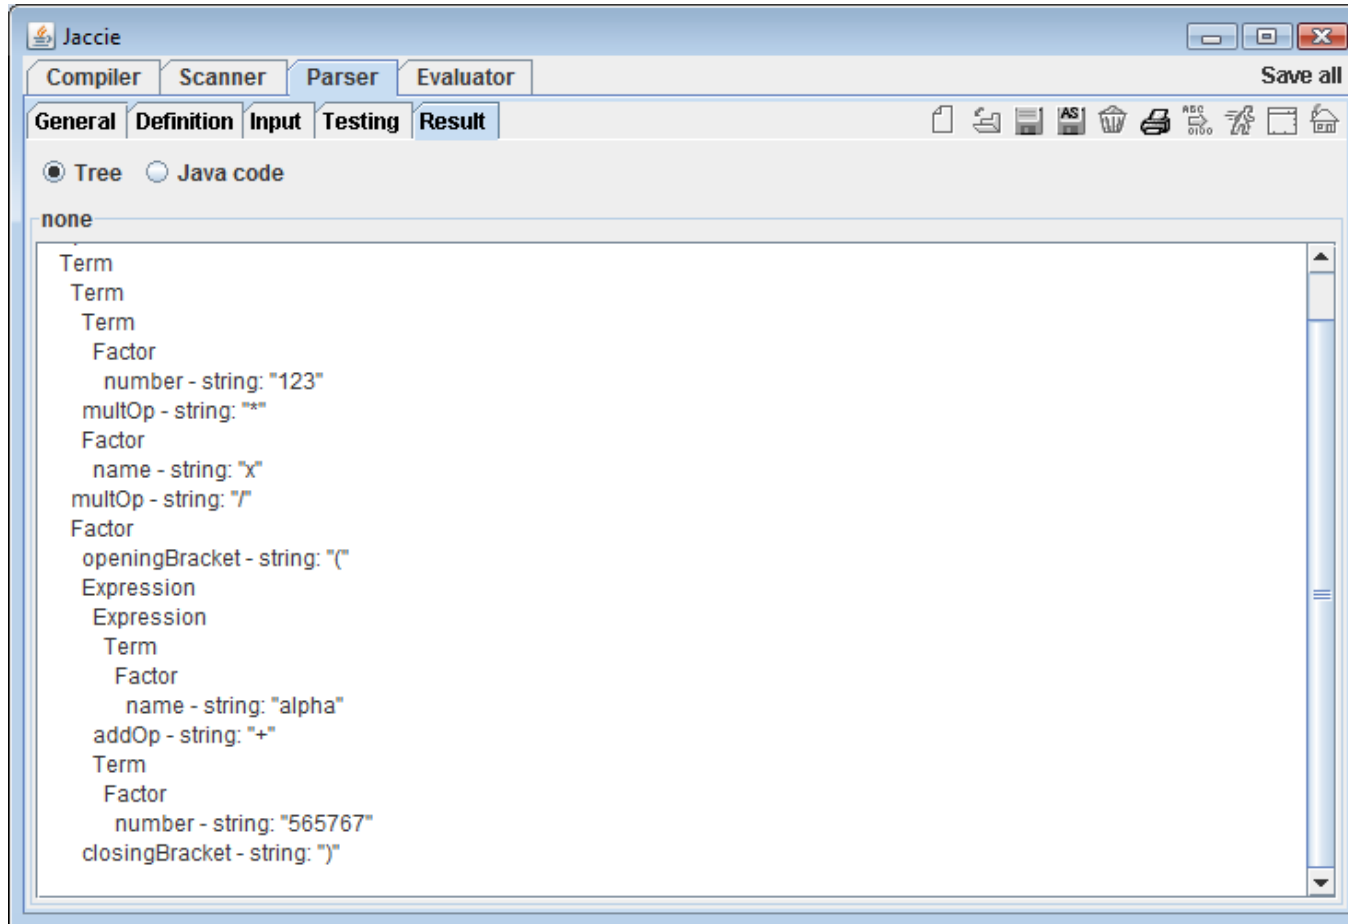 Jaccie
Compiler Scanner Parser Evaluator Save all
General Definition Input Testing Result
Tree Java code
none
Term
Term
Term
Factor
number - string: "123"
multOp - string: "*"
Factor
name - string: "x"
multOp - string: "/"
Factor
openingBracket - string: "("
Expression
Expression
Term
Factor
name - string: "alpha"
addOp - string: "+"
Term
Factor
number - string: "565767"
closingBracket - string: ")"